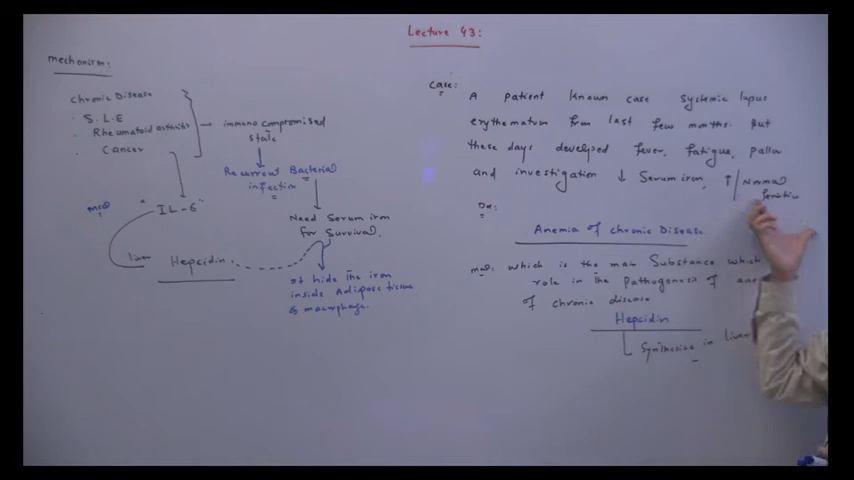 Lecture 43:
mechanism:
Chronic Disease
S.L.E
Rheumatoid arthritis
Cancer
immuno compromised
state
Recurrent Bacterial
infection
Need Serum iron
for Survival.
mcq
" IL-6 "
liver Hepcidin
ot hide the iron
inside Adipose tissue
& macrophage.
Case:
A patient known case systemic lupus
erythematum from last few months. But
these days developed fever, fatigue, pallor
and investigation ↓ Serum iron, ↑ / Normal
ferritin
Dx:
Anemia of chronic Disease
mcq: which is the main Substance which
role in the pathogenesis of
of chronic disease
Hepcidin
Synthesize in liver